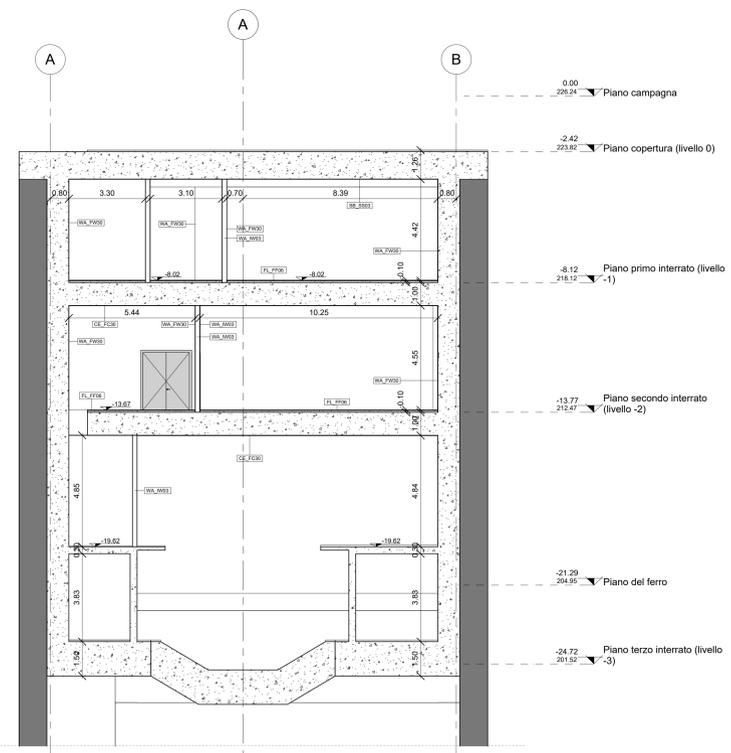 A
A
B
0.00
226.24
Piano campagna
-2.42
223.82
Piano copertura (livello 0)
1.26
0.80
3.30
3.10
0.70
8.39
0.80
SB_SS03
WA_FW30
WA_FW30
WA_FW30
WA_IW03
4.42
WA_FW30
FL_FF06
0.10
-8.02
-8.02
-8.12
218.12
Piano primo interrato (livello
-1)
1.00
5.44
10.25
CE_FC30
WA_FW30
WA_IW03
WA_FW30
WA_IW03
4.55
WA_FW30
FL_FF06
FL_FF06
0.10
-13.67
-13.77
212.47
Piano secondo interrato
(livello -2)
1.00
CE_FC30
4.85
WA_IW03
4.84
-19.62
-19.62
0.30
0.30
-21.29
204.95
Piano del ferro
3.83
3.83
-24.72
201.52
Piano terzo interrato (livello
-3)
1.50
1.50